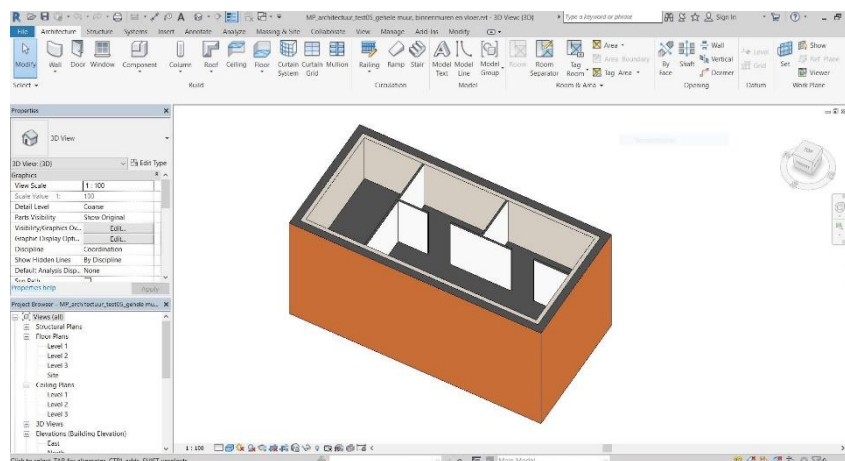 MP_architectuur_test05_gehele muur, binnenmuren en vloer.rvt - 3D View: {3D}
Type a keyword or phrase
Sign In
File Architecture Structure Systems Insert Annotate Analyze Massing & Site Collaborate View Manage Add-Ins Modify
Modify Wall Door Window Component Column Roof Ceiling Floor Curtain System Curtain Grid Mullion Railing Ramp Stair Model Text Model Line Model Group Room Room Separator Tag Room Area Area Boundary Tag Area By Face Shaft Wall Vertical Dormer Level Grid Set Show Ref Plane Viewer
Select Build Circulation Model Room & Area Opening Datum Work Plane
Properties
3D View
3D View: {3D} Edit Type
Graphics
View Scale 1 : 100
Scale Value 1: 100
Detail Level Coarse
Parts Visibility Show Original
Visibility/Graphics Ov... Edit...
Graphic Display Opti... Edit...
Discipline Coordination
Show Hidden Lines By Discipline
Default Analysis Disp... None
Sun Path
Properties help Apply
Project Browser - MP_architectuur_test05_gehele mu...
Views (all)
Structural Plans
Floor Plans
Level 1
Level 2
Level 3
Site
Ceiling Plans
Level 1
Level 2
Level 3
3D Views
Elevations (Building Elevation)
East
North
1 : 100
Main Model